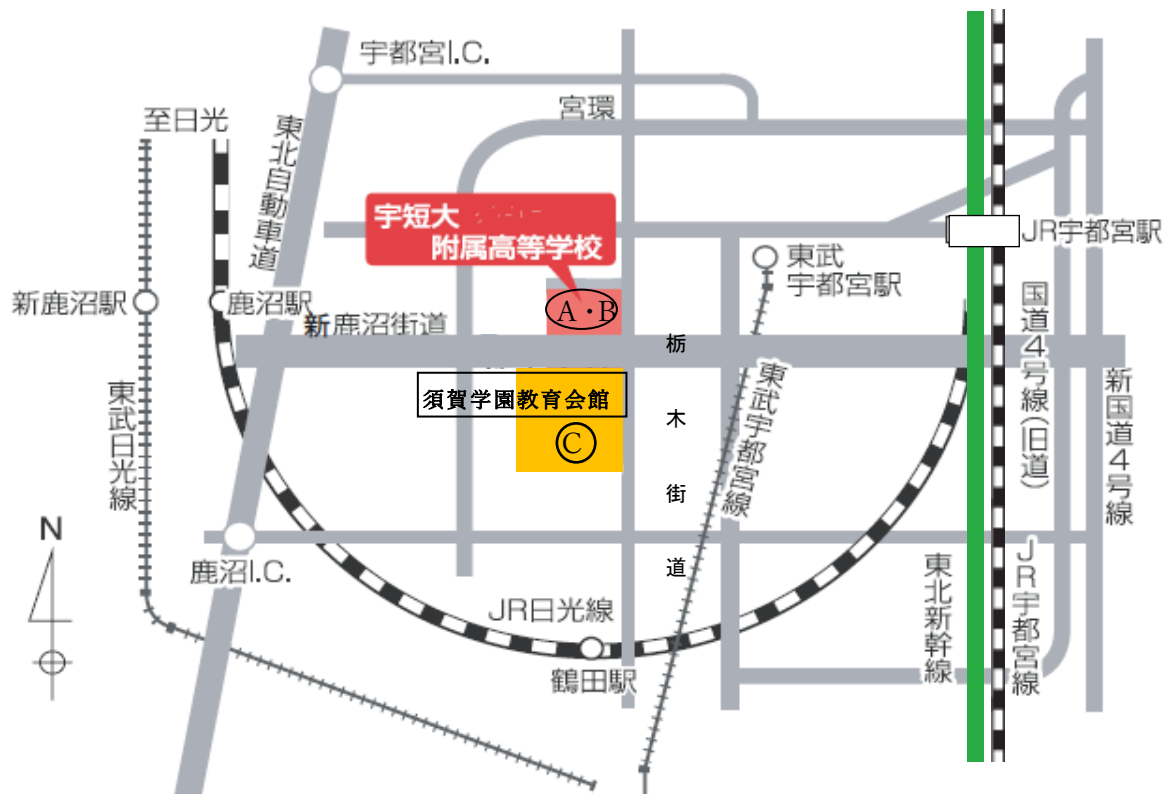 宇都宮I.C.
宮環
至日光
東北自動車道
宇短大
附属高等学校
JR宇都宮駅
東武
宇都宮駅
新鹿沼駅
鹿沼駅
A・B
新鹿沼街道
栃木街道
国道4号線(旧道)
新国道4号線
東武日光線
須賀学園教育会館
C
東武宇都宮線
N
鹿沼I.C.
JR日光線
鶴田駅
東北新幹線
JR宇都宮線